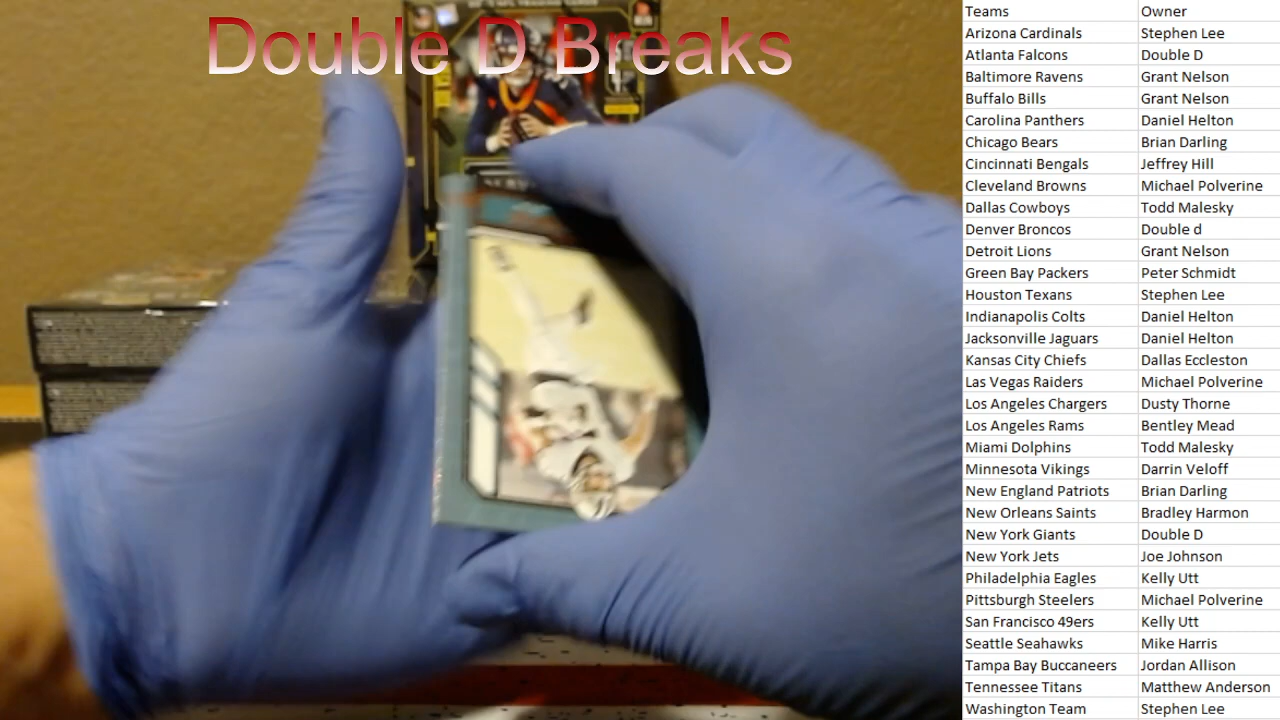 Double D Breaks
Teams Owner
Arizona Cardinals Stephen Lee
Atlanta Falcons Double D
Baltimore Ravens Grant Nelson
Buffalo Bills Grant Nelson
Carolina Panthers Daniel Helton
Chicago Bears Brian Darling
Cincinnati Bengals Jeffrey Hill
Cleveland Browns Michael Polverine
Dallas Cowboys Todd Malesky
Denver Broncos Double d
Detroit Lions Grant Nelson
Green Bay Packers Peter Schmidt
Houston Texans Stephen Lee
Indianapolis Colts Daniel Helton
Jacksonville Jaguars Daniel Helton
Kansas City Chiefs Dallas Eccleston
Las Vegas Raiders Michael Polverine
Los Angeles Chargers Dusty Thorne
Los Angeles Rams Bentley Mead
Miami Dolphins Todd Malesky
Minnesota Vikings Darrin Veloff
New England Patriots Brian Darling
New Orleans Saints Bradley Harmon
New York Giants Double D
New York Jets Joe Johnson
Philadelphia Eagles Kelly Utt
Pittsburgh Steelers Michael Polverine
San Francisco 49ers Kelly Utt
Seattle Seahawks Mike Harris
Tampa Bay Buccaneers Jordan Allison
Tennessee Titans Matthew Anderson
Washington Team Stephen Lee